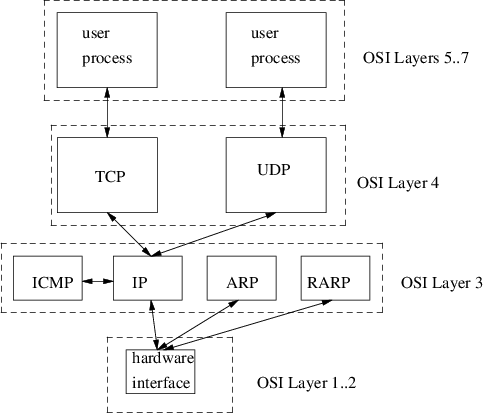 user
process
user
process
OSI Layers 5..7
TCP
UDP
OSI Layer 4
ICMP
IP
ARP
RARP
OSI Layer 3
hardware
interface
OSI Layer 1..2